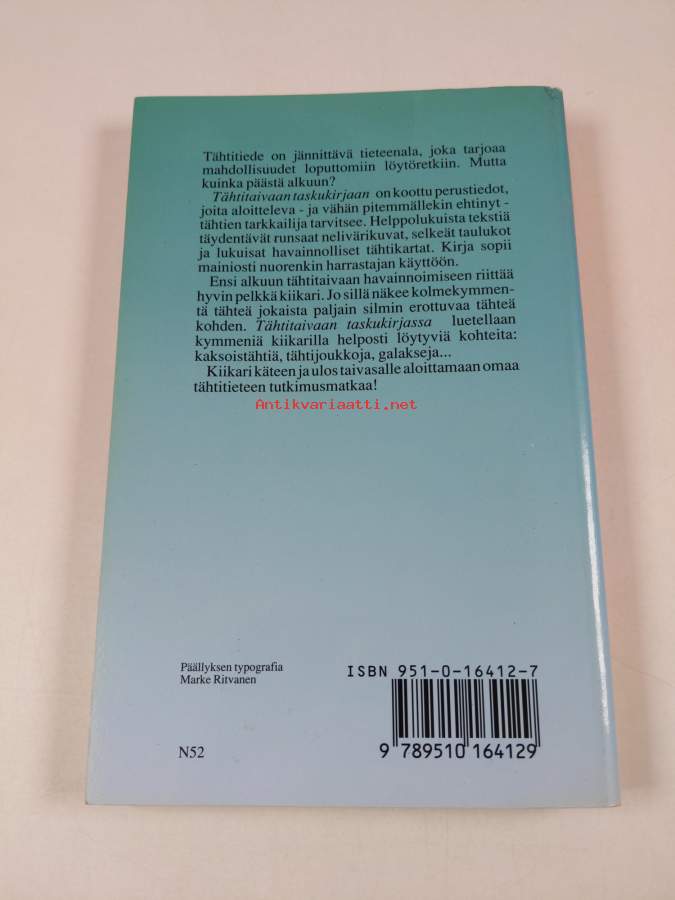 Tähtitiede on jännittävä tieteenala, joka tarjoaa
mahdollisuudet loputtomiin löytöretkiin. Mutta
kuinka päästä alkuun?
Tähtitaivaan taskukirjaan on koottu perustiedot,
joita aloitteleva - ja vähän pitemmällekin ehtinyt -
tähtien tarkkailija tarvitsee. Helppolukuista tekstiä
täydentävät runsaat nelivärikuvat, selkeät taulukot
ja lukuisat havainnolliset tähtikartat. Kirja sopii
mainiosti nuorenkin harrastajan käyttöön.
Ensi alkuun tähtitaivaan havainnoimiseen riittää
hyvin pelkkä kiikari. Jo sillä näkee kolmekymmen-
tä tähteä jokaista paljain silmin erottuvaa tähteä
kohden. Tähtitaivaan taskukirjassa luetellaan
kymmeniä kiikarilla helposti löytyviä kohteita:
kaksoistähtiä, tähtijoukkoja, galakseja...
Kiikari käteen ja ulos taivasalle aloittamaan omaa
tähtitieteen tutkimusmatkaa!
Antikvariaatti.net
Päällyksen typografia
Marke Ritvanen
N52
ISBN 951-0-16412-7
9 789510 164129